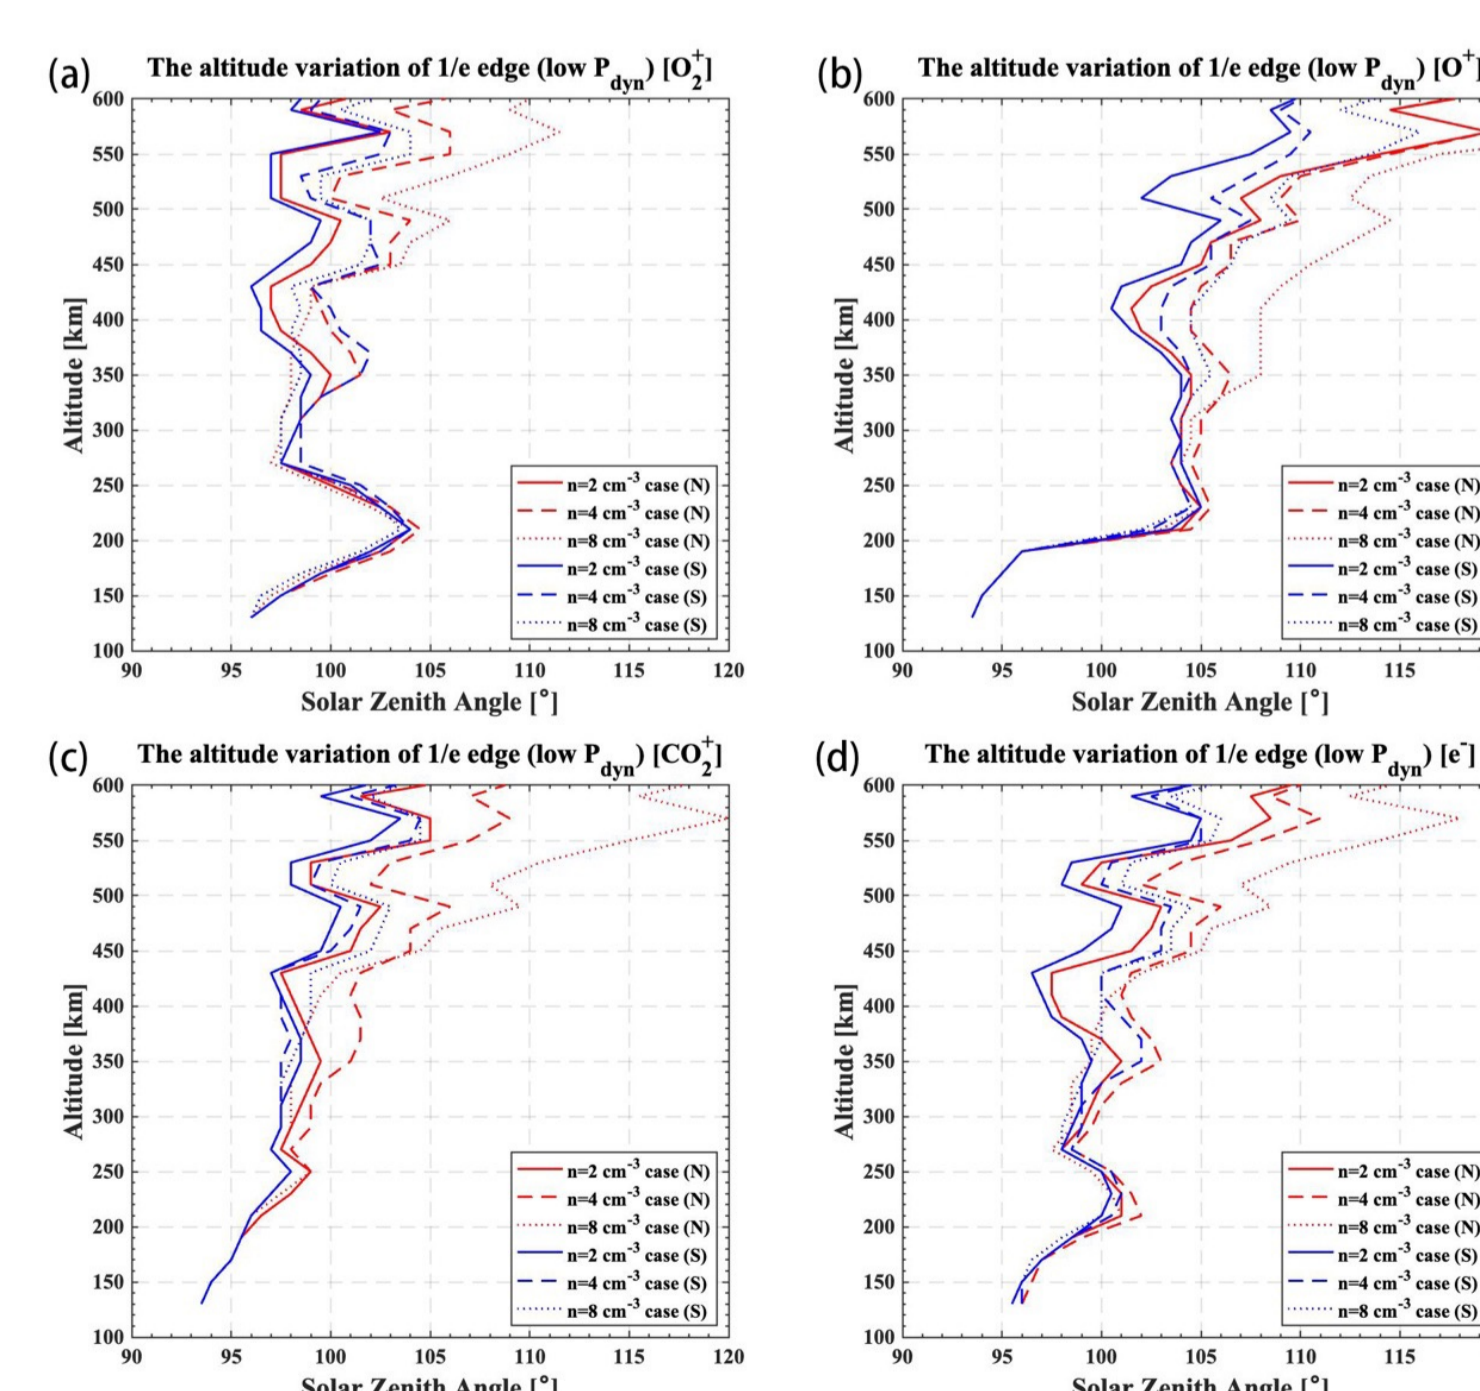 (a) The altitude variation of 1/e edge (low P_dyn) [O₂⁺]
600
550
500
450
400
350
300
250
200
150
100
Altitude [km]
n=2 cm⁻³ case (N)
n=4 cm⁻³ case (N)
n=8 cm⁻³ case (N)
n=2 cm⁻³ case (S)
n=4 cm⁻³ case (S)
n=8 cm⁻³ case (S)
90 95 100 105 110 115 120
Solar Zenith Angle [°]
(b) The altitude variation of 1/e edge (low P_dyn) [O⁺]
600
550
500
450
400
350
300
250
200
150
100
Altitude [km]
n=2 cm⁻³ case (N)
n=4 cm⁻³ case (N)
n=8 cm⁻³ case (N)
n=2 cm⁻³ case (S)
n=4 cm⁻³ case (S)
n=8 cm⁻³ case (S)
90 95 100 105 110 115
Solar Zenith Angle [°]
(c) The altitude variation of 1/e edge (low P_dyn) [CO₂⁺]
600
550
500
450
400
350
300
250
200
150
100
Altitude [km]
n=2 cm⁻³ case (N)
n=4 cm⁻³ case (N)
n=8 cm⁻³ case (N)
n=2 cm⁻³ case (S)
n=4 cm⁻³ case (S)
n=8 cm⁻³ case (S)
90 95 100 105 110 115 120
Solar Zenith Angle [°]
(d) The altitude variation of 1/e edge (low P_dyn) [e⁻]
600
550
500
450
400
350
300
250
200
150
100
Altitude [km]
n=2 cm⁻³ case (N)
n=4 cm⁻³ case (N)
n=8 cm⁻³ case (N)
n=2 cm⁻³ case (S)
n=4 cm⁻³ case (S)
n=8 cm⁻³ case (S)
90 95 100 105 110 115
Solar Zenith Angle [°]